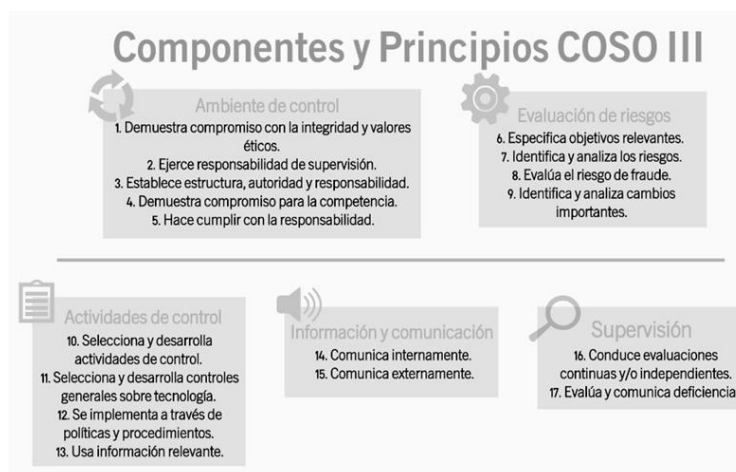 Componentes y Principios COSO III
Ambiente de control
1. Demuestra compromiso con la integridad y valores
éticos.
2. Ejerce responsabilidad de supervisión.
3. Establece estructura, autoridad y responsabilidad.
4. Demuestra compromiso para la competencia.
5. Hace cumplir con la responsabilidad.
Evaluación de riesgos
6. Especifica objetivos relevantes.
7. Identifica y analiza los riesgos.
8. Evalúa el riesgo de fraude.
9. Identifica y analiza cambios
importantes.
Actividades de control
10. Selecciona y desarrolla
actividades de control.
11. Selecciona y desarrolla controles
generales sobre tecnología.
12. Se implementa a través de
políticas y procedimientos.
13. Usa información relevante.
Información y comunicación
14. Comunica internamente.
15. Comunica externamente.
Supervisión
16. Conduce evaluaciones
continuas y/o independientes.
17. Evalúa y comunica deficiencia